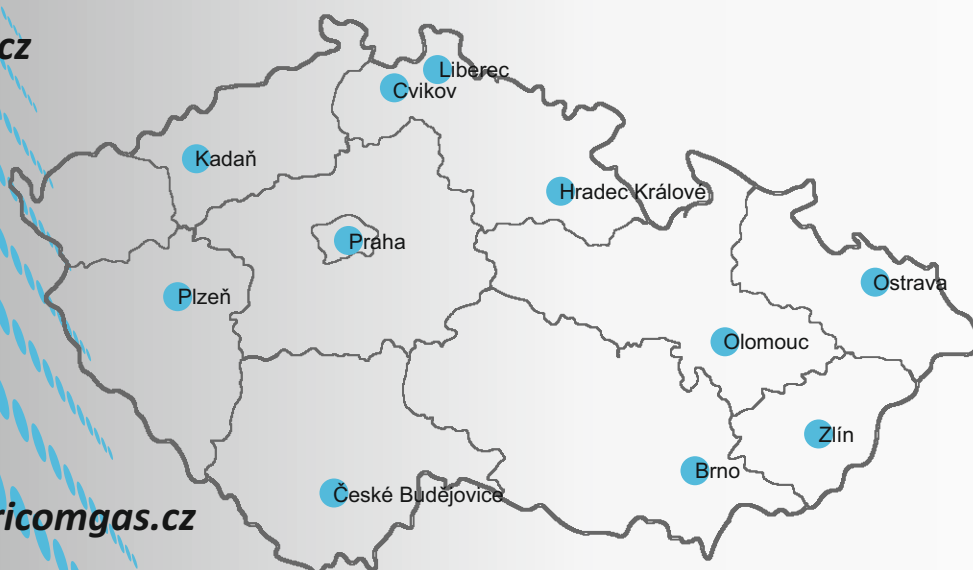 cz
Liberec
Cvikov
Kadaň
Hradec Králové
Praha
Ostrava
Plzeň
Olomouc
Zlín
Brno
České Budějovice
ricomgas.cz